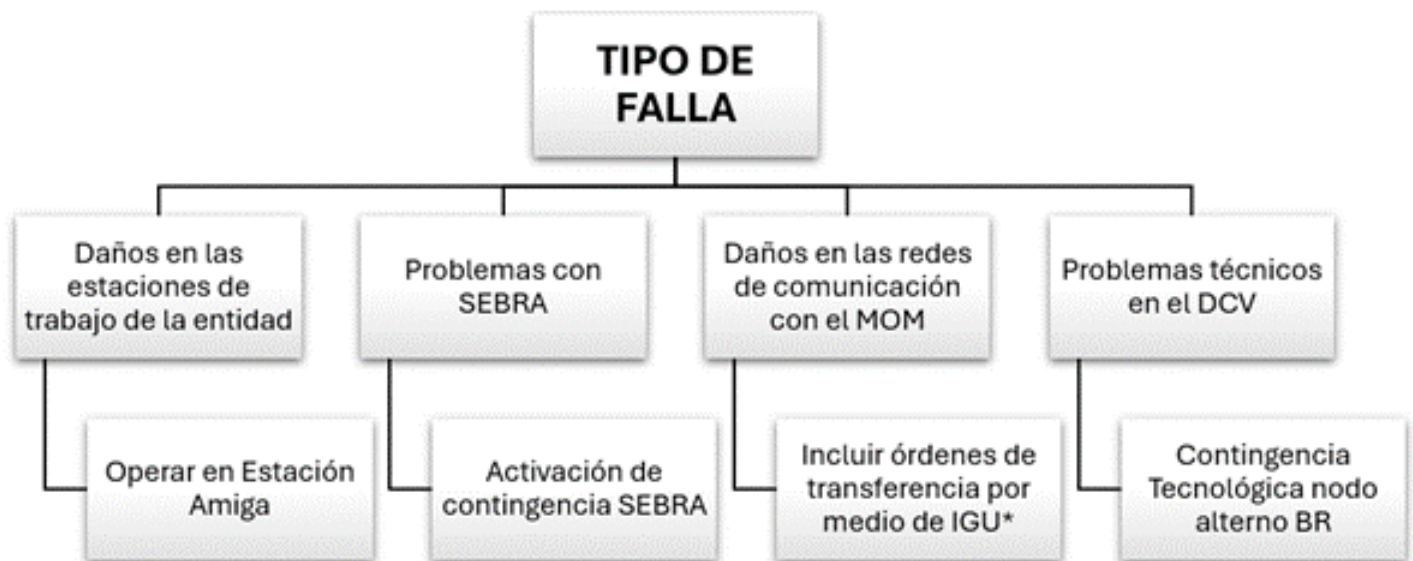 TIPO DE
FALLA
Daños en las
estaciones de
trabajo de la entidad
Problemas con
SEBRA
Daños en las redes
de comunicación
con el MOM
Problemas técnicos
en el DCV
Operar en Estación
Amiga
Activación de
contingencia SEBRA
Incluir órdenes de
transferencia por
medio de IGU*
Contingencia
Tecnológica nodo
alterno BR